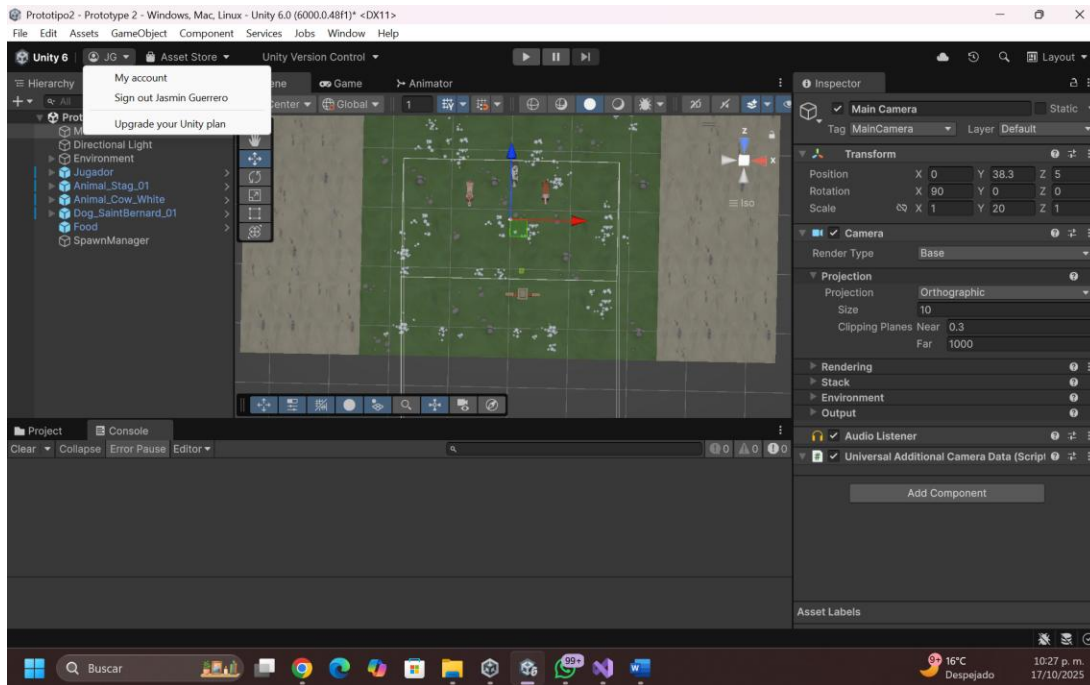 Prototipo2 - Prototype 2 - Windows, Mac, Linux - Unity 6.0 (6000.0.48f1)* <DX11>
File Edit Assets GameObject Component Services Jobs Window Help
Unity 6 JG Asset Store Unity Version Control Layout
My account
Sign out Jasmin Guerrero
Upgrade your Unity plan
Hierarchy Game Animator Inspector
All Center Global 1
Main Camera Static
Tag MainCamera Layer Default
Directional Light
Environment
Jugador
Animal_Stag_01
Animal_Cow_White
Dog_SaintBernard_01
Food
SpawnManager
z
x
Iso
Transform
Position X 0 Y 38.3 Z 5
Rotation X 90 Y 0 Z 0
Scale X 1 Y 20 Z 1
Camera
Render Type Base
Projection
Projection Orthographic
Size 10
Clipping Planes Near 0.3
Far 1000
Rendering
Stack
Environment
Output
Audio Listener
Universal Additional Camera Data (Script
Add Component
Asset Labels
Project Console
Clear Collapse Error Pause Editor 0 0 0
Buscar
99+
16°C
Despejado
10:27 p. m.
17/10/2025